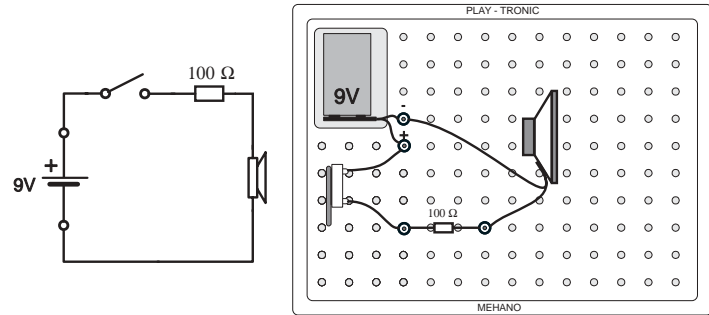 100 Ω
+
9V
PLAY - TRONIC
9V
-
+
100 Ω
MEHANO